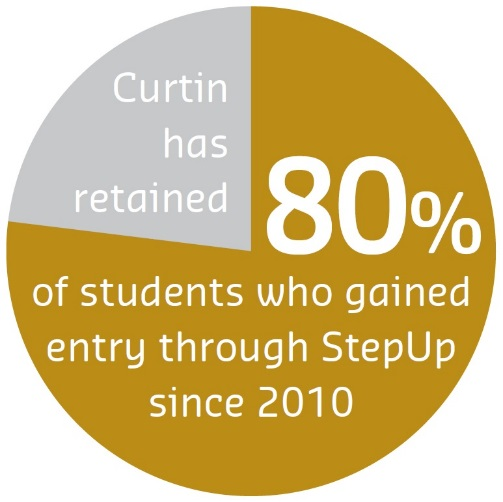 Curtin
has
retained
80%
of students who gained
entry through StepUp
since 2010